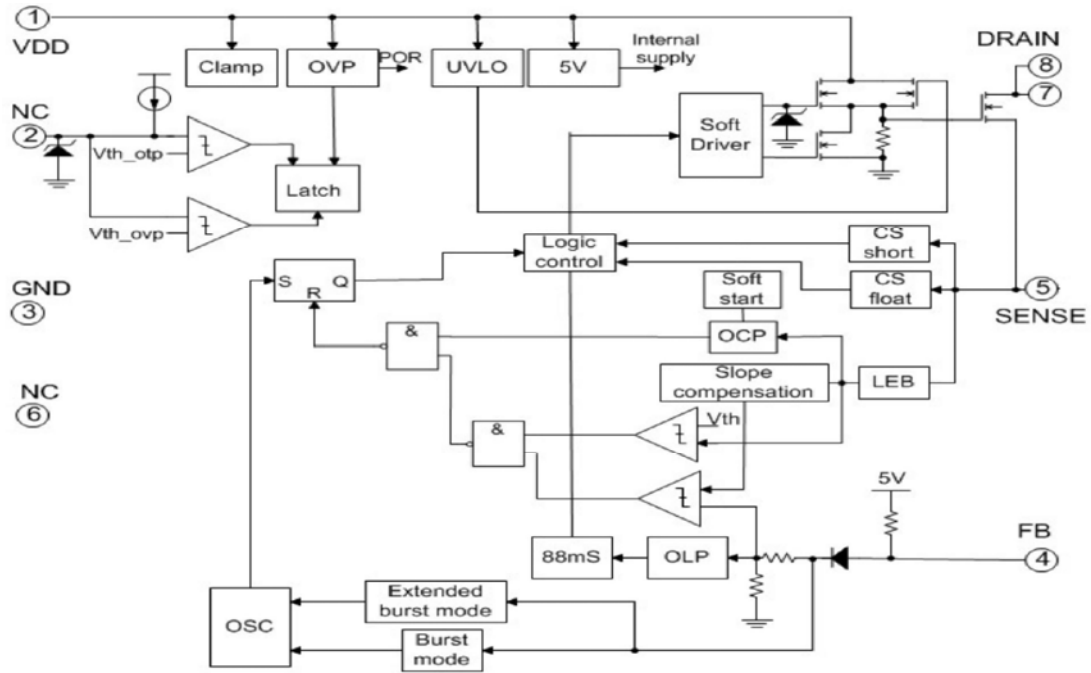 1
VDD
Clamp
OVP
POR
UVLO
5V
Internal
supply
DRAIN
8
7
NC
2
Vth_otp
Latch
Vth_ovp
Soft
Driver
Logic
control
CS
short
CS
float
5
SENSE
S
Q
R
GND
3
Soft
start
OCP
&
Slope
compensation
LEB
NC
6
Vth
&
5V
FB
4
88mS
OLP
Extended
burst mode
OSC
Burst
mode